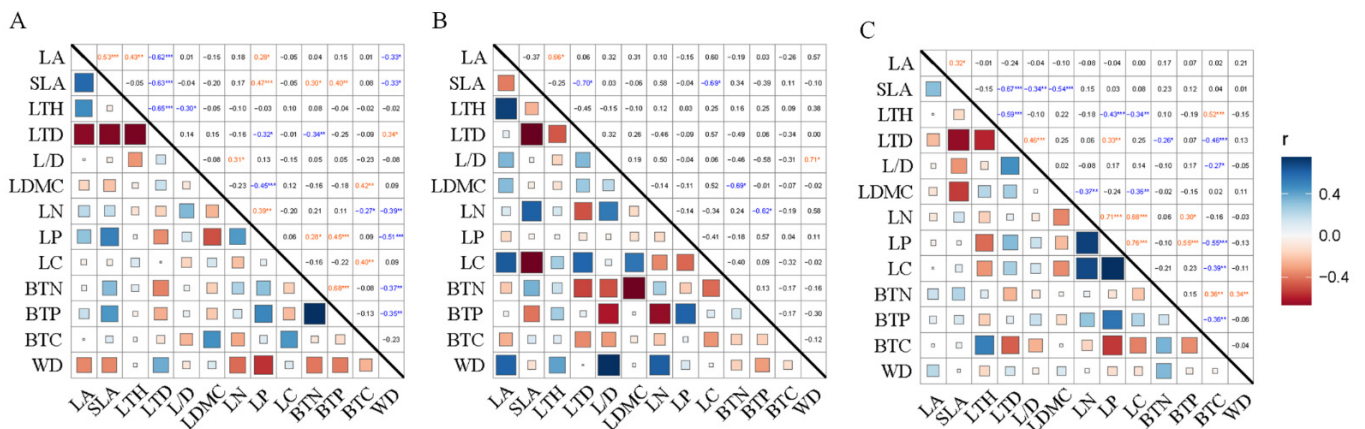 A
LA 0.53*** 0.43** −0.62*** 0.01 −0.15 0.18 0.28* −0.05 0.04 0.15 0.01 −0.33*
SLA −0.05 −0.63*** −0.04 −0.20 0.17 0.47*** −0.06 0.30* 0.40** 0.08 −0.33*
LTH −0.65*** −0.30* −0.04 −0.10 −0.03 0.10 0.08 −0.04 −0.02 −0.02
LTD 0.14 0.15 −0.16 −0.32* −0.01 −0.34** −0.25 −0.09
L/D −0.08 0.31* 0.13 −0.15 −0.05 −0.05 −0.23 −0.08
LDMC −0.23 −0.45*** 0.12 −0.16 −0.18 0.42** 0.09
LN 0.39** −0.20 0.21 0.11 −0.27* −0.39**
LP 0.06 0.45*** −0.51***
LC −0.16 −0.22 0.40** 0.09
BTN 0.68*** −0.08 −0.37**
BTP −0.13 −0.35**
BTC −0.23
WD
LA SLA LTH LTD L/D LDMC LN LP LC BTN BTP BTC WD
B
LA −0.37 0.86* 0.06 0.32 0.31 0.10 −0.04 0.60 −0.19 0.02 −0.26 0.57
SLA −0.25 −0.70* −0.03 −0.14 −0.04 −0.69* 0.34 −0.39 0.11 −0.10
LTH −0.45 −0.15 0.10 0.12 0.03 0.25 0.16 0.25 0.09 0.38
LTD 0.32 0.26 −0.46 −0.09 0.57 −0.49 0.06 −0.34 0.00
L/D 0.19 0.50 −0.04 −0.06 −0.46 −0.58 −0.31 0.71*
LDMC −0.14 −0.11 0.52 −0.69* −0.01 −0.07 −0.02
LN −0.14 −0.34 0.21 −0.62* −0.19 0.58
LP −0.41 −0.18 0.57 0.04 0.11
LC −0.40 0.09 −0.32 −0.02
BTN 0.13 −0.17 −0.16
BTP −0.17 −0.30
BTC −0.12
WD
LA SLA LTH LTD L/D LDMC LN LP LC BTN BTP BTC WD
C
LA 0.32* −0.01 −0.24 −0.04 −0.10 −0.08 −0.04 −0.00 0.17 0.07 0.02 0.21
SLA −0.15 −0.57*** −0.34** −0.54*** 0.15 0.03 0.08 0.23 0.12 0.04 0.01
LTH −0.59*** −0.10 0.22 −0.18 −0.43*** −0.34** 0.10 −0.19 0.52***
LTD 0.46*** 0.22 −0.09 0.33** 0.21 −0.26* 0.07 −0.46*** 0.13
L/D 0.02 −0.08 0.17 0.14 −0.17 0.11 −0.27* −0.05
LDMC −0.37** −0.22 −0.36** −0.04 −0.17 0.02 0.11
LN 0.71*** 0.68*** 0.06 0.30* −0.16 −0.03
LP 0.76*** −0.10 0.55*** −0.55*** −0.13
LC −0.21 0.23 −0.39** −0.11
BTN 0.15 0.36** 0.34**
BTP −0.36** −0.06
BTC −0.04
WD
LA SLA LTH LTD L/D LDMC LN LP LC BTN BTP BTC WD
r
0.4
0.0
−0.4